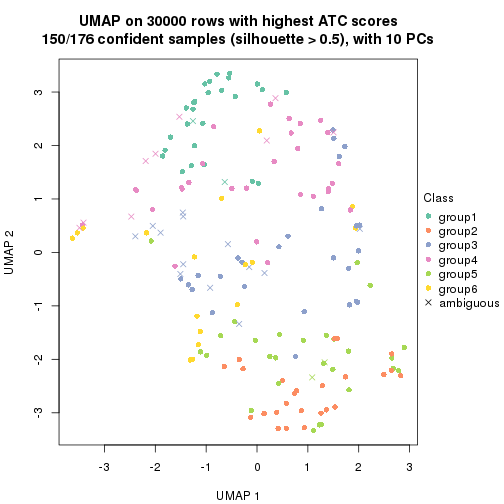 UMAP on 30000 rows with highest ATC scores
150/176 confident samples (silhouette > 0.5), with 10 PCs
3
2
1
0
-1
-2
-3
UMAP 2
-3
-2
-1
0
1
2
3
UMAP 1
Class
group1
group2
group3
group4
group5
group6
ambiguous